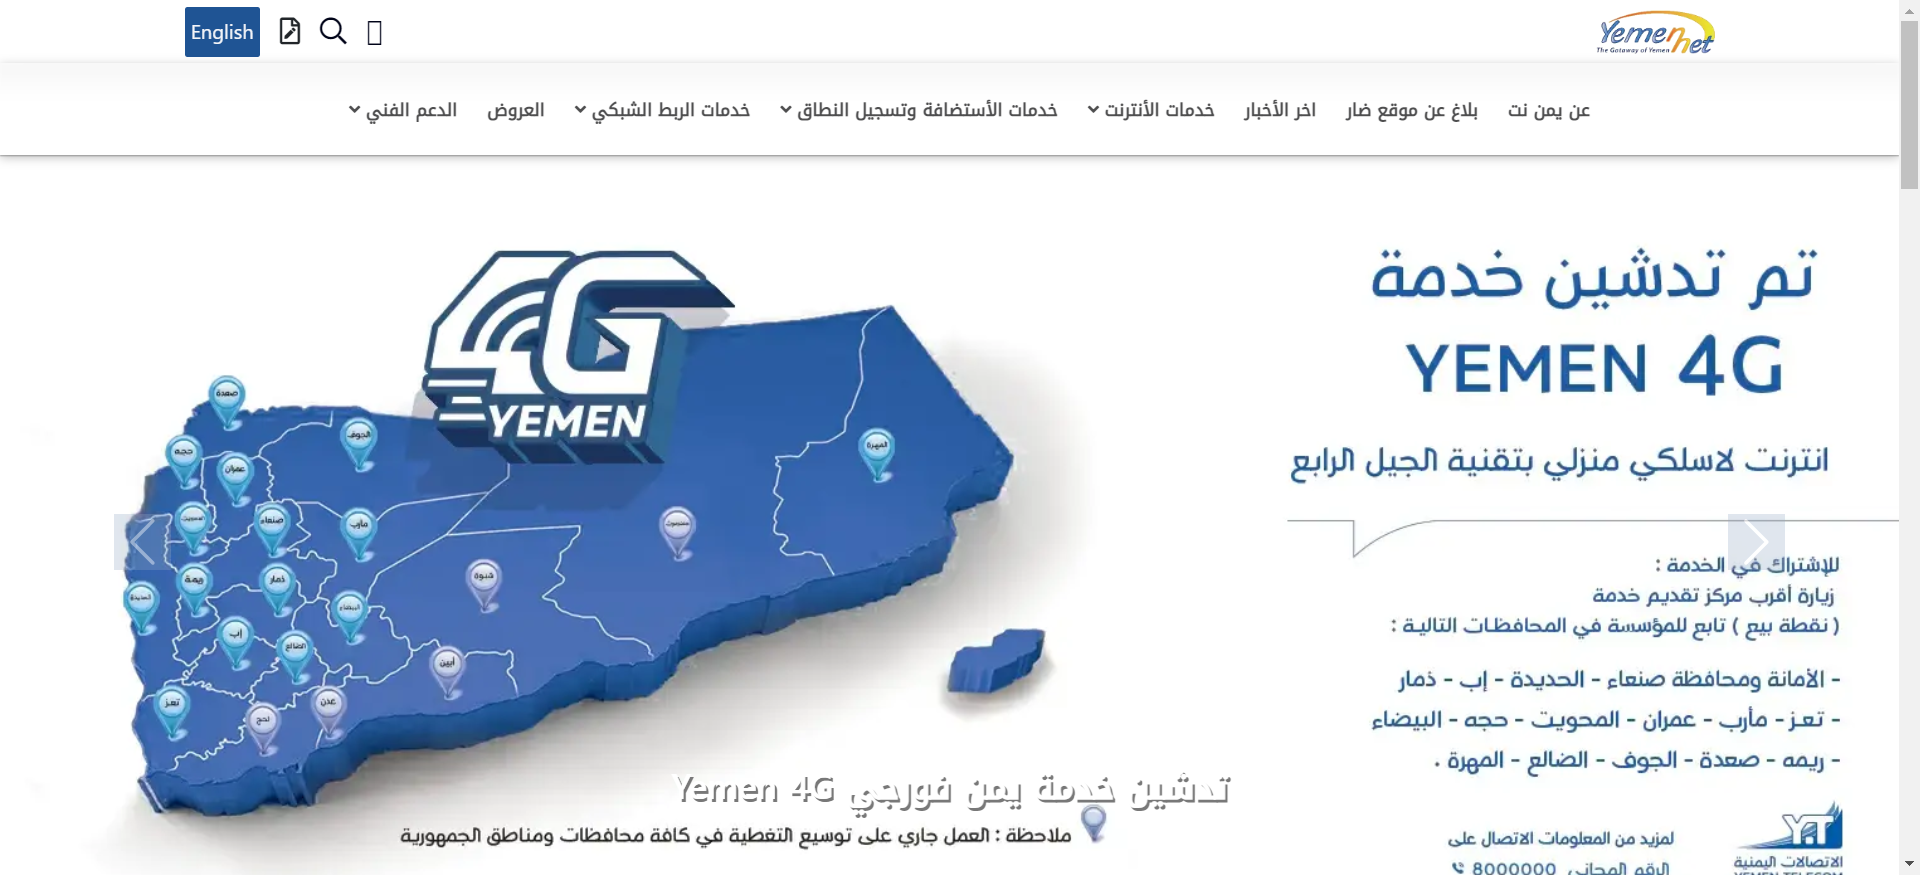 English
Yemen net
The Gataway of Yemen
عن يمن نت
بلاغ عن موقع ضار
اخر الأخبار
خدمات الأنترنت
خدمات الأستضافة وتسجيل النطاق
خدمات الربط الشبكي
العروض
الدعم الفني
تم تدشين خدمة
YEMEN 4G
انترنت لاسلكي منزلي بتقنية الجيل الرابع
للإشتراك في الخدمة :
زيارة أقرب مركز تقديم خدمة
( نقطة بيع ) تابع للمؤسسة في المحافظات التالية :
- الأمانة ومحافظة صنعاء - الحديدة - إب - ذمار
- تعز - مأرب - عمران - المحويت - حجه - البيضاء
- ريمه - صعدة - الجوف - الضالع - المهرة .
لمزيد من المعلومات الاتصال على
الرقم المجاني 8000000
Y.T
الاتصالات اليمنية
YEMEN TELECOM
4G
YEMEN
صعدة
الجوف
حجه
عمران
المهرة
المحويت
صنعاء
مأرب
حضرموت
ريمة
ذمار
شبوة
الحديدة
البيضاء
إب
الضالع
أبين
تعز
لحج
عدن
تدشين خدمة يمن فورجي Yemen 4G
ملاحظة : العمل جاري على توسيع التغطية في كافة محافظات ومناطق الجمهورية